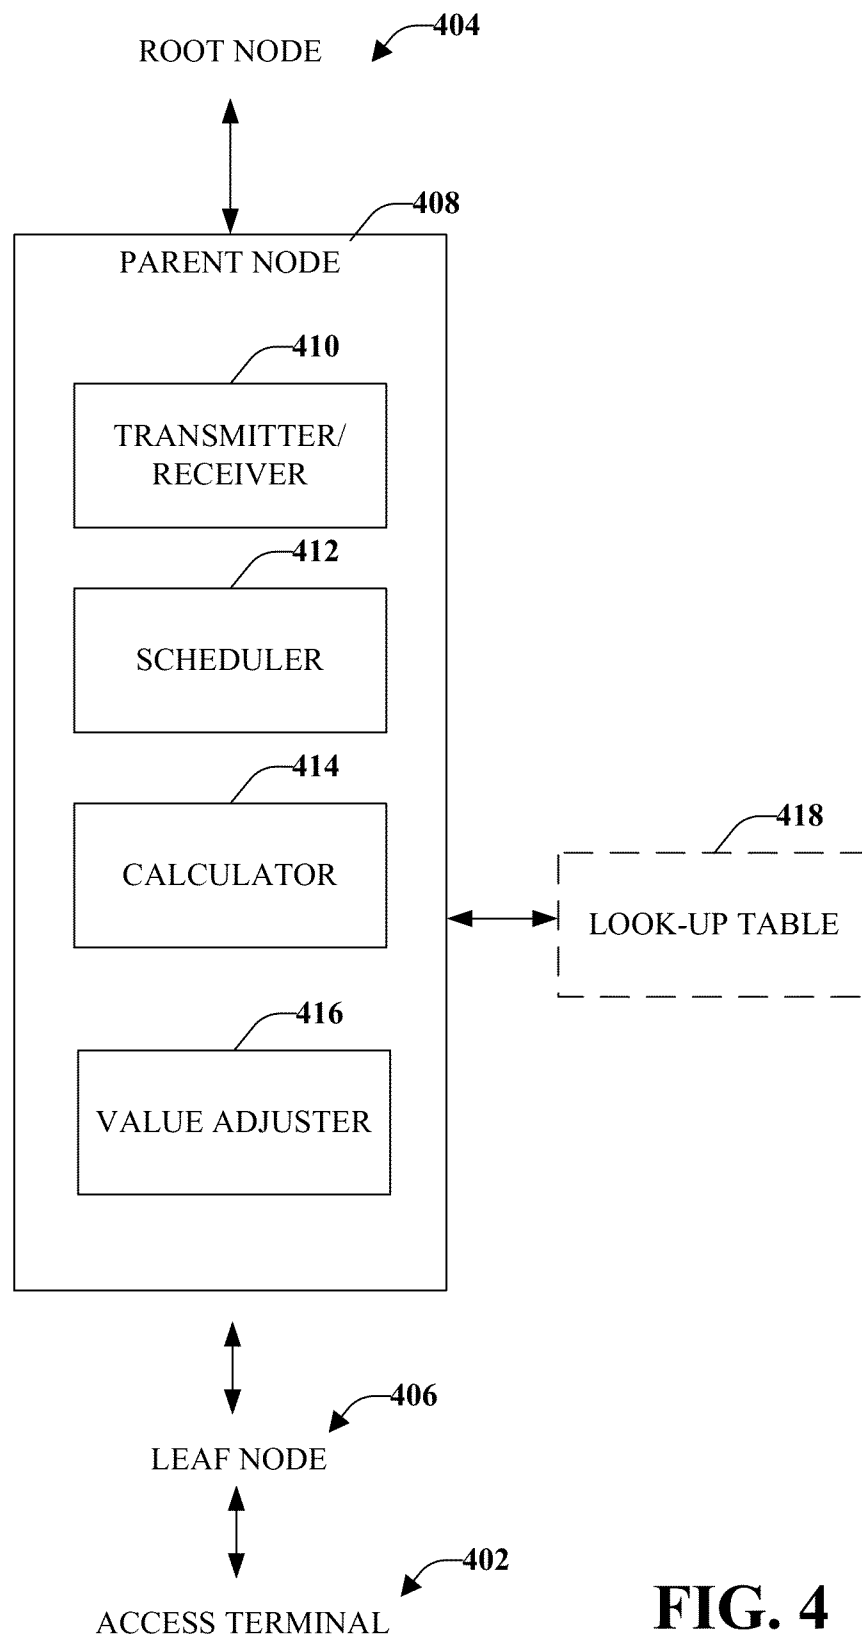 404
ROOT NODE
408
PARENT NODE
410
TRANSMITTER/
RECEIVER
412
SCHEDULER
414
CALCULATOR
418
LOOK-UP TABLE
416
VALUE ADJUSTER
406
LEAF NODE
402
ACCESS TERMINAL
FIG. 4